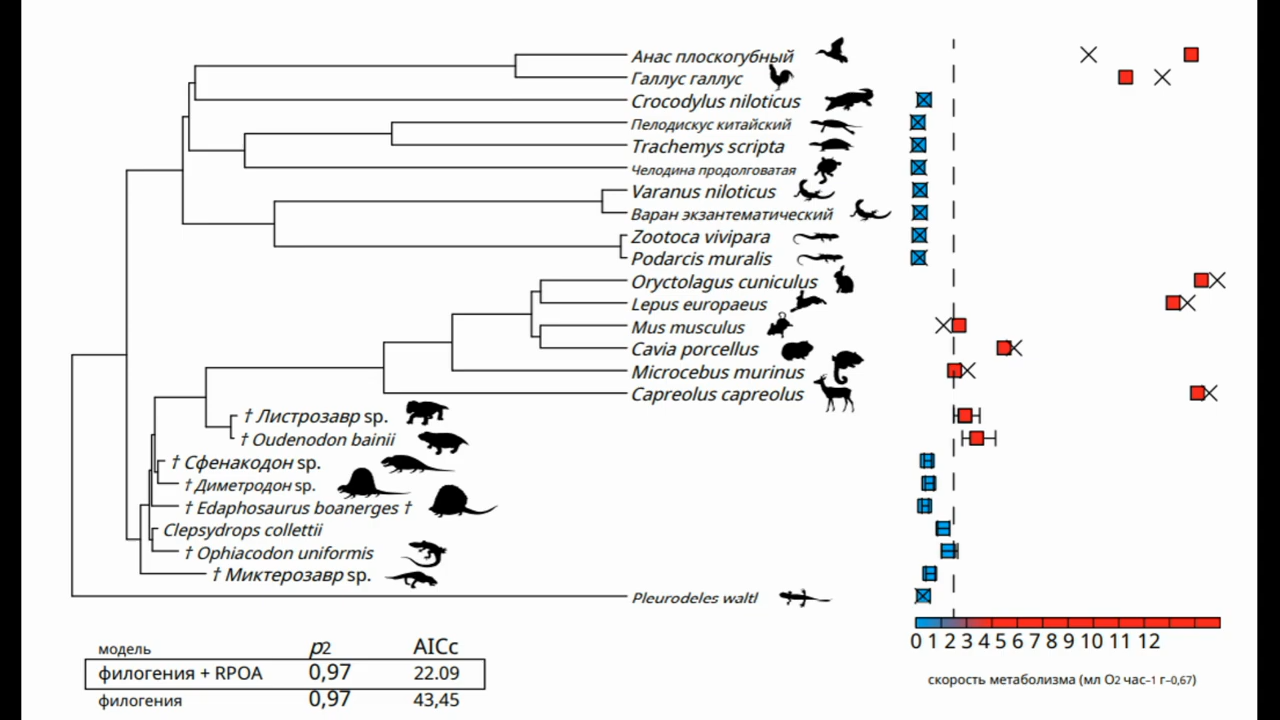 Анас плоскогубный
Галлус галлус
Crocodylus niloticus
Пелодискус китайский
Trachemys scripta
Челодина продолговатая
Varanus niloticus
Варан экзантематический
Zootoca vivipara
Podarcis muralis
Oryctolagus cuniculus
Lepus europaeus
Mus musculus
Cavia porcellus
Microcebus murinus
Capreolus capreolus
† Листрозавр sp.
† Oudenodon bainii
† Сфенакодон sp.
† Диметродон sp.
† Edaphosaurus boanerges †
Clepsydrops collettii
† Ophiacodon uniformis
† Миктерозавр sp.
Pleurodeles waltl
0 1 2 3 4 5 6 7 8 9 10 11 12
скорость метаболизма (мл O2 час–1 г–0,67)
модель p2 AICc
филогения + RPOA 0,97 22.09
филогения 0,97 43,45